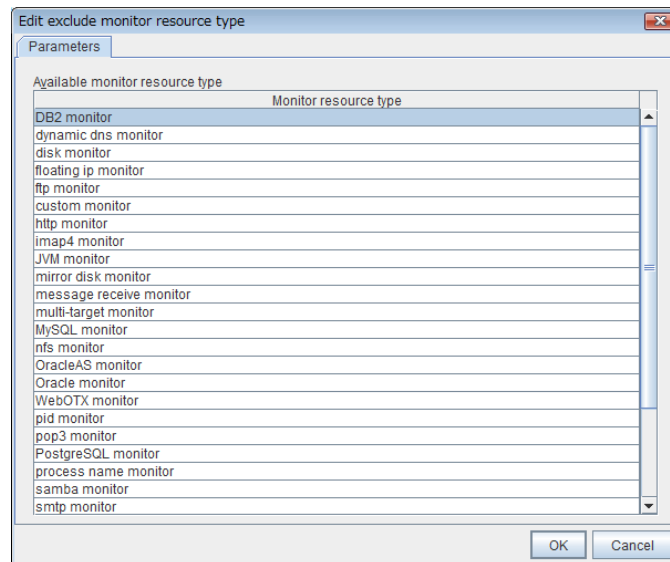 Edit exclude monitor resource type
Parameters
Available monitor resource type
Monitor resource type
DB2 monitor
dynamic dns monitor
disk monitor
floating ip monitor
ftp monitor
custom monitor
http monitor
imap4 monitor
JVM monitor
mirror disk monitor
message receive monitor
multi-target monitor
MySQL monitor
nfs monitor
OracleAS monitor
Oracle monitor
WebOTX monitor
pid monitor
pop3 monitor
PostgreSQL monitor
process name monitor
samba monitor
smtp monitor
OK Cancel